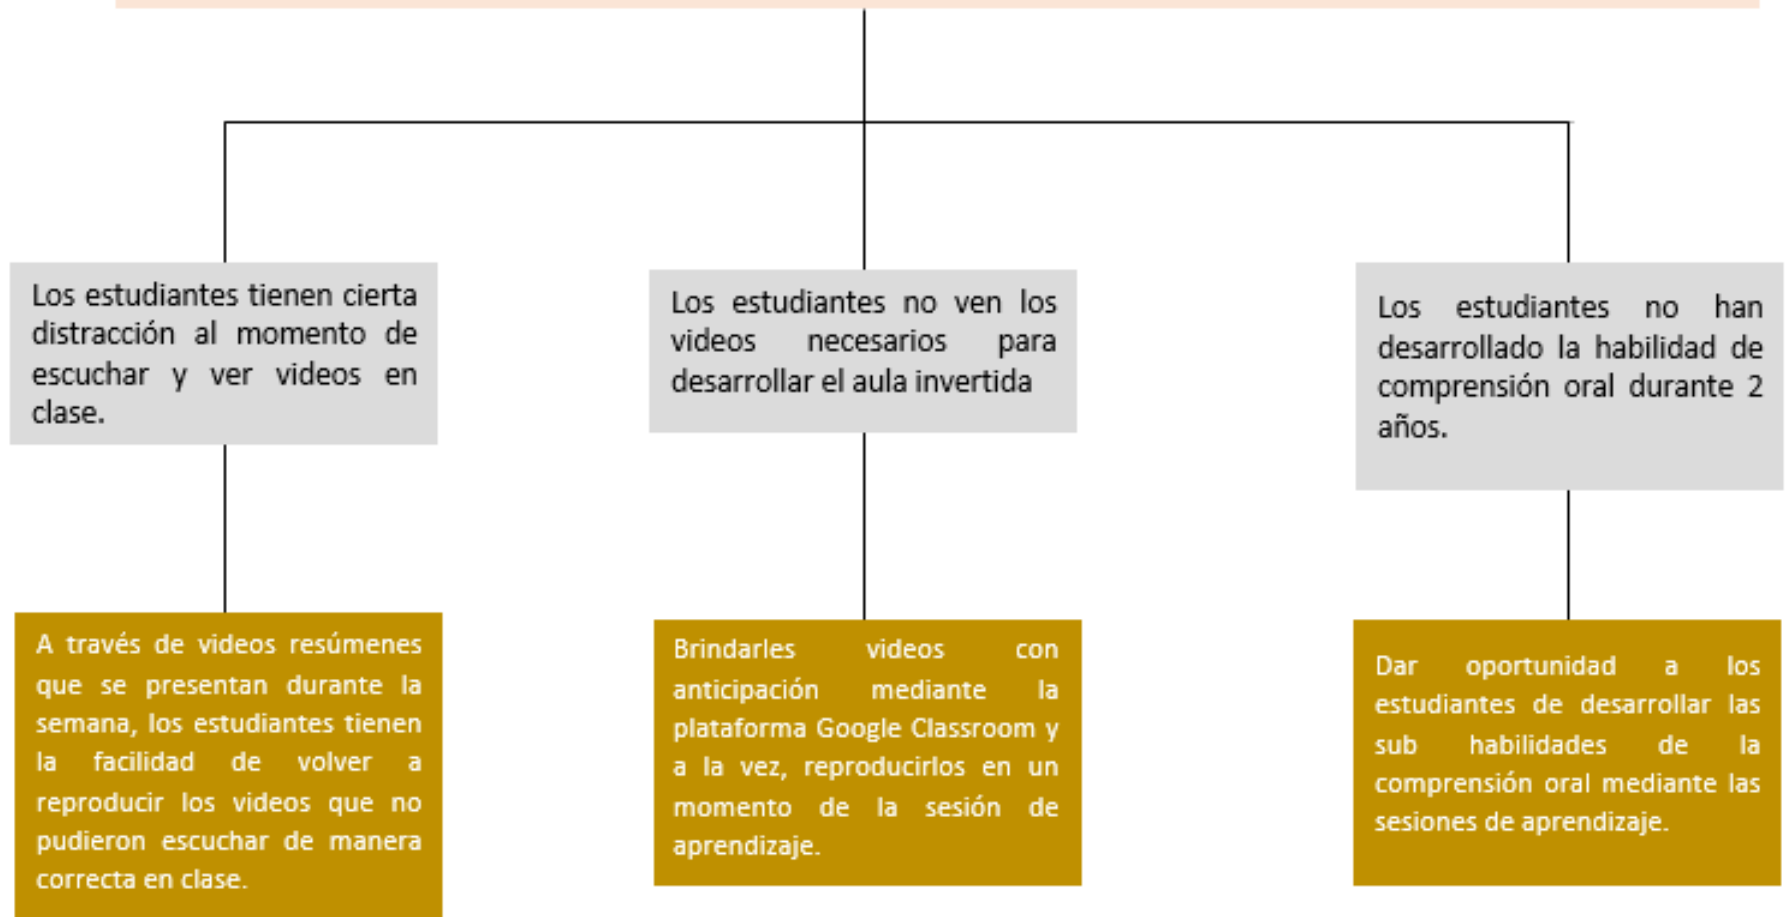 Los estudiantes tienen cierta
distracción al momento de
escuchar y ver videos en
clase.
Los estudiantes no ven los
videos necesarios para
desarrollar el aula invertida
Los estudiantes no han
desarrollado la habilidad de
comprensión oral durante 2
años.
A través de videos resúmenes
que se presentan durante la
semana, los estudiantes tienen
la facilidad de volver a
reproducir los videos que no
pudieron escuchar de manera
correcta en clase.
Brindarles videos con
anticipación mediante la
plataforma Google Classroom y
a la vez, reproducirlos en un
momento de la sesión de
aprendizaje.
Dar oportunidad a los
estudiantes de desarrollar las
sub habilidades de la
comprensión oral mediante las
sesiones de aprendizaje.